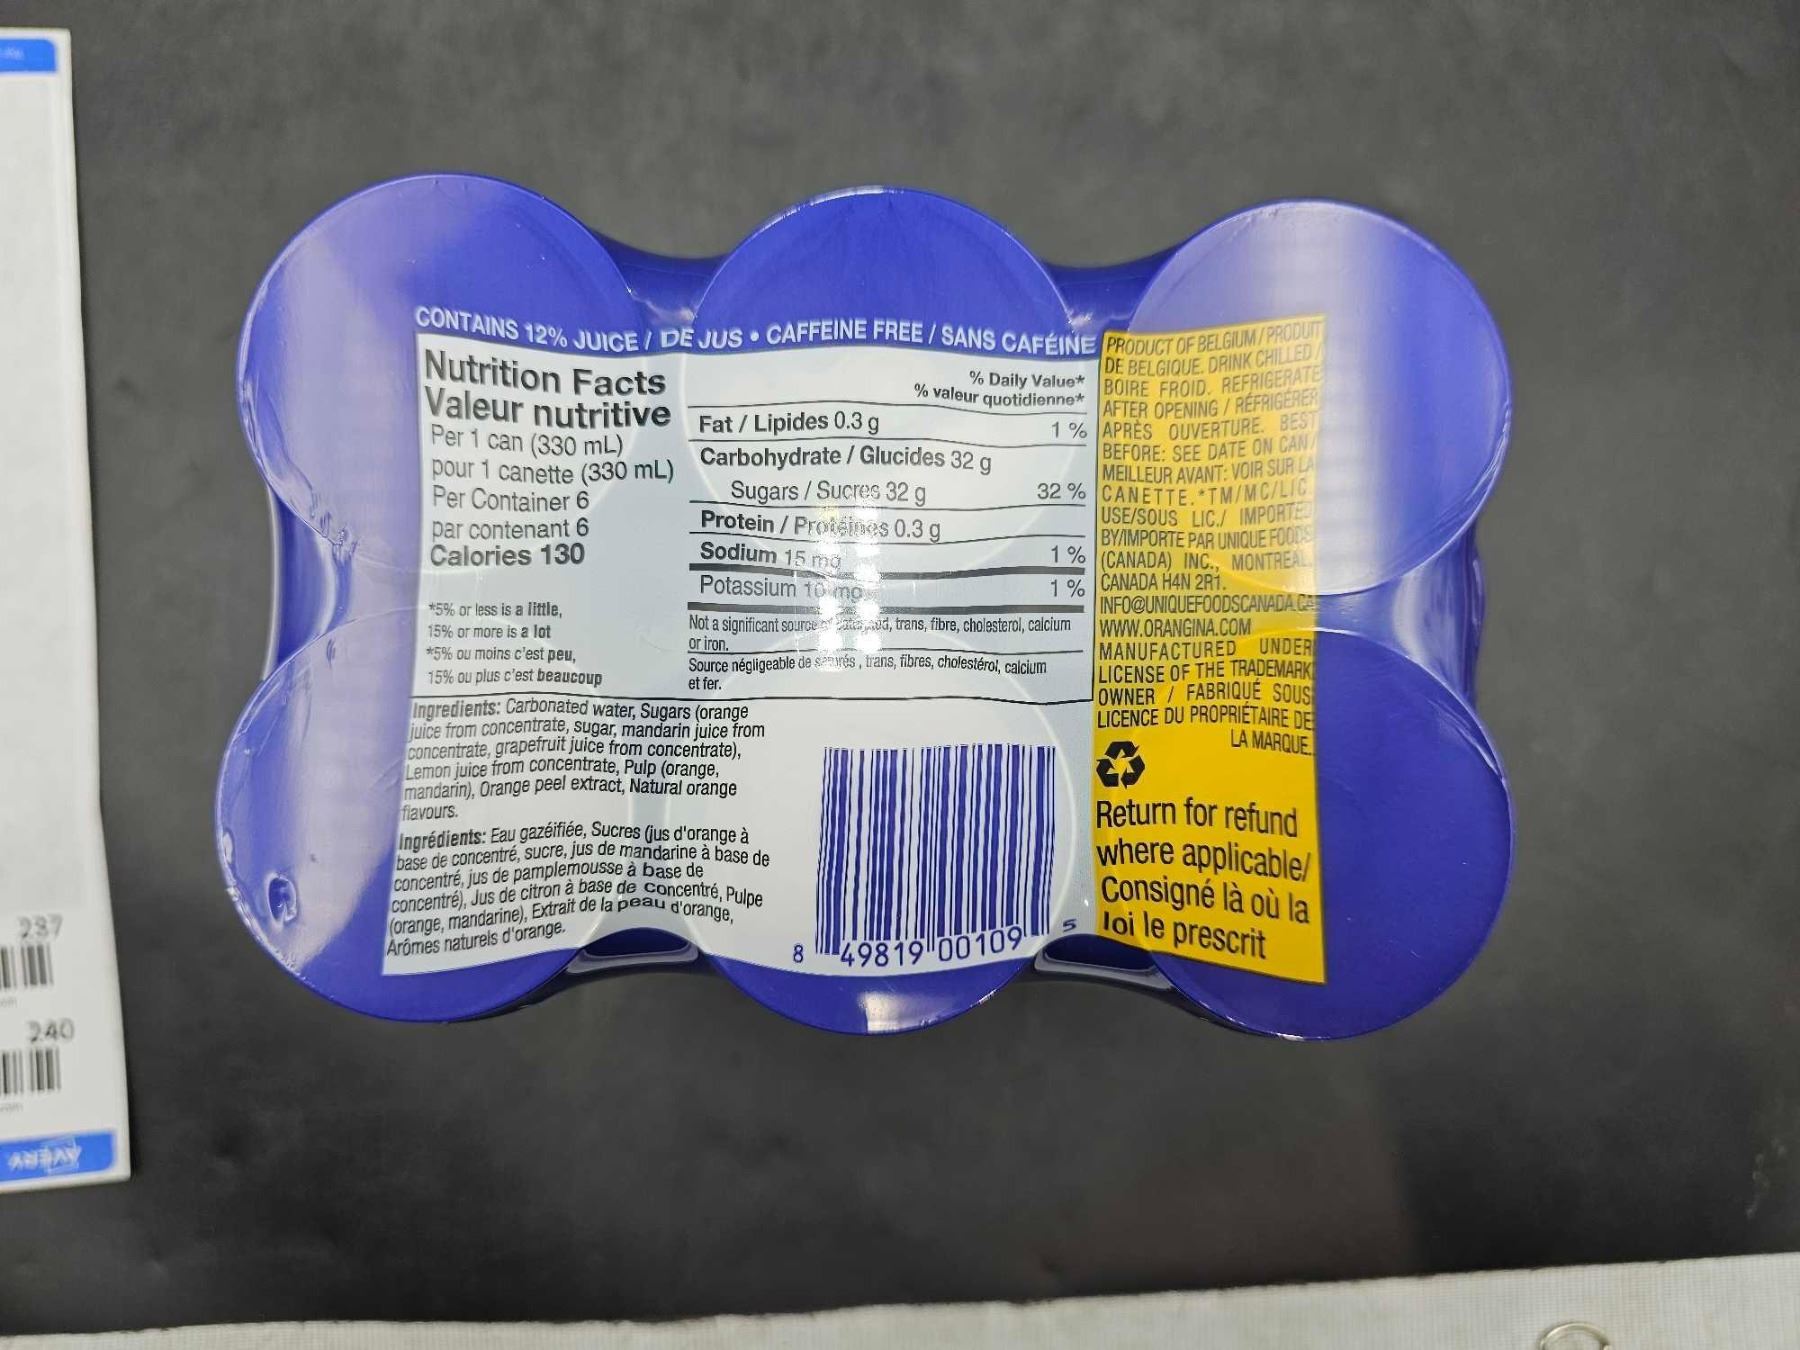 CONTAINS 12% JUICE / DE JUS • CAFFEINE FREE / SANS CAFÉINE
Nutrition Facts
Valeur nutritive
Per 1 can (330 mL)
pour 1 canette (330 mL)
Per Container 6
par contenant 6
Calories 130
*5% or less is a little,
15% or more is a lot
*5% ou moins c'est peu,
15% ou plus c'est beaucoup
% Daily Value*
% valeur quotidienne*
Fat / Lipides 0.3 g 1 %
Carbohydrate / Glucides 32 g
Sugars / Sucres 32 g 32 %
Protein / Protéines 0.3 g
Sodium 15 mg 1 %
Potassium 10 mg 1 %
Not a significant source of trans, fibre, cholesterol, calcium
or iron.
Source négligeable de saturés , trans, fibres, cholestérol, calcium
et fer.
Ingredients: Carbonated water, Sugars (orange
juice from concentrate, sugar, mandarin juice from
concentrate, grapefruit juice from concentrate),
Lemon juice from concentrate, Pulp (orange,
mandarin), Orange peel extract, Natural orange
flavours.
Ingrédients: Eau gazéifiée, Sucres (jus d'orange à
base de concentré, sucre, jus de mandarine à base de
concentré, jus de pamplemousse à base de
concentré), Jus de citron à base de concentré, Pulpe
(orange, mandarine), Extrait de la peau d'orange,
Arômes naturels d'orange.
8 49819 00109 5
PRODUCT OF BELGIUM / PRODUIT
DE BELGIQUE. DRINK CHILLED /
BOIRE FROID. REFRIGERATE
AFTER OPENING / RÉFRIGÉRER
APRÈS OUVERTURE. BEST
BEFORE: SEE DATE ON CAN /
MEILLEUR AVANT: VOIR SUR LA
CANETTE. *TM/MC/LIC.
USE/SOUS LIC./ IMPORTED
BY/IMPORTE PAR UNIQUE FOODS
(CANADA) INC., MONTREAL,
CANADA H4N 2R1.
INFO@UNIQUEFOODSCANADA.CA
WWW.ORANGINA.COM
MANUFACTURED UNDER
LICENSE OF THE TRADEMARK
OWNER / FABRIQUÉ SOUS
LICENCE DU PROPRIÉTAIRE DE
LA MARQUE.
Return for refund
where applicable/
Consigné là où la
loi le prescrit
237
240
AVERY